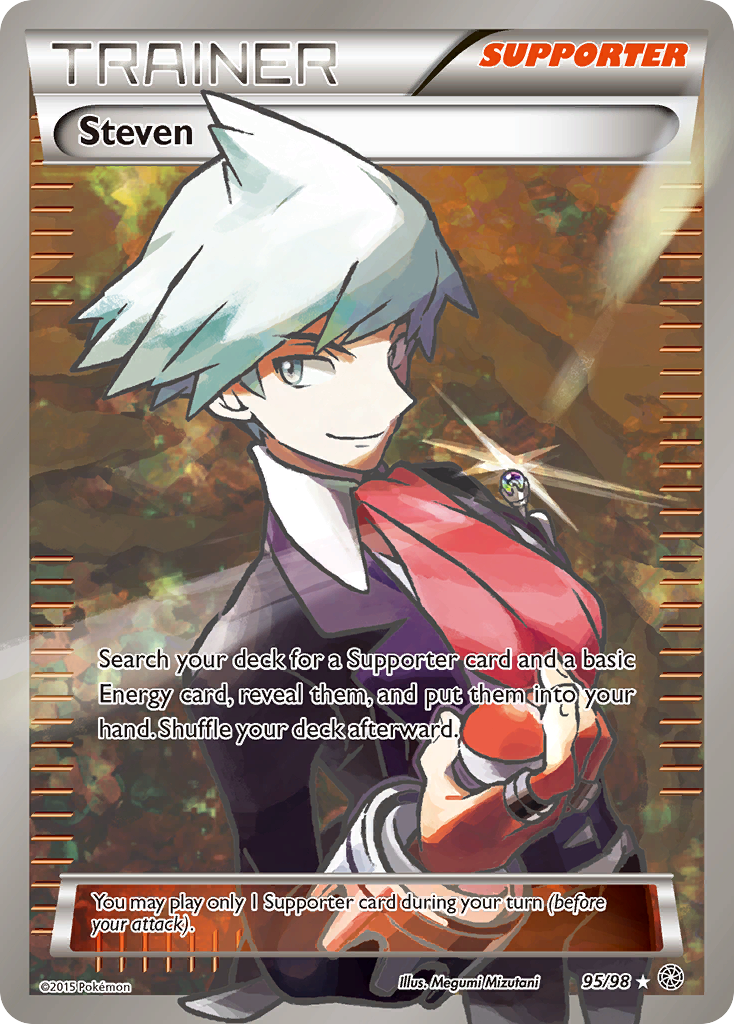 TRAINER
SUPPORTER
Steven
Search your deck for a Supporter card and a basic
Energy card, reveal them, and put them into your
hand. Shuffle your deck afterward.
You may play only 1 Supporter card during your turn (before
your attack).
©2015 Pokémon
Illus. Megumi Mizutani
95/98 ★